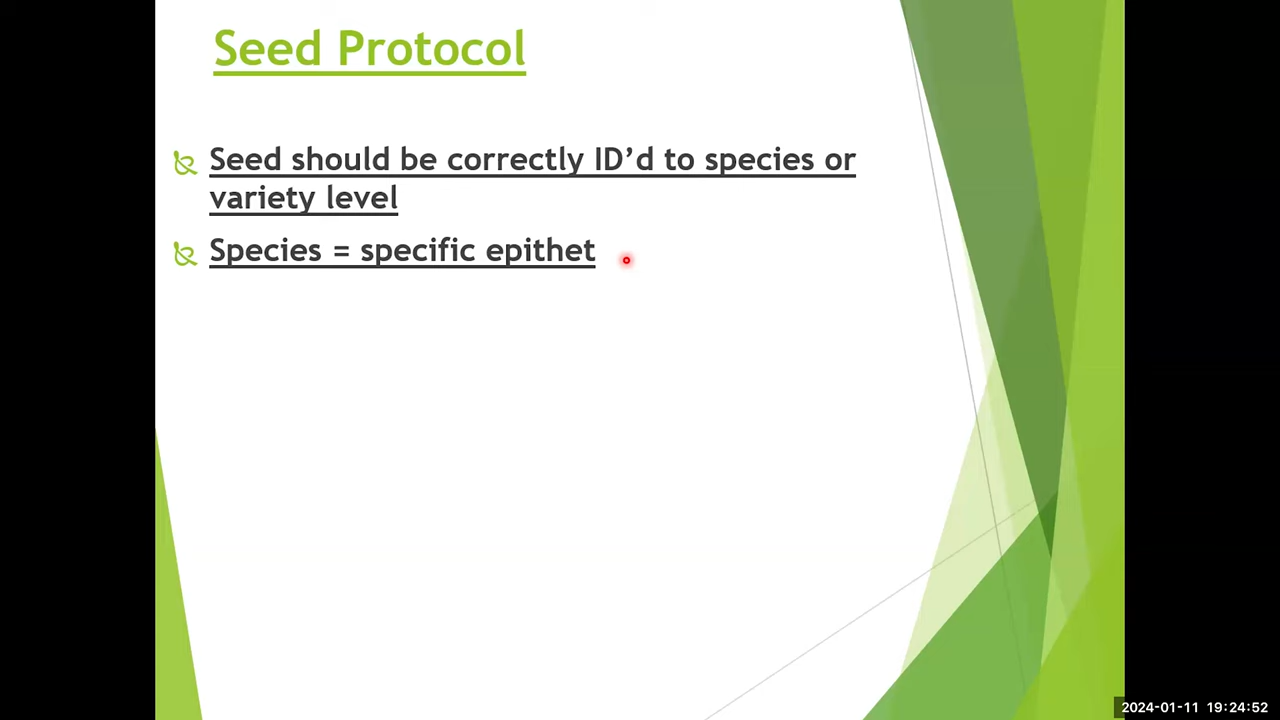 Seed Protocol
Seed should be correctly ID’d to species or
variety level
Species = specific epithet
2024-01-11 19:24:52